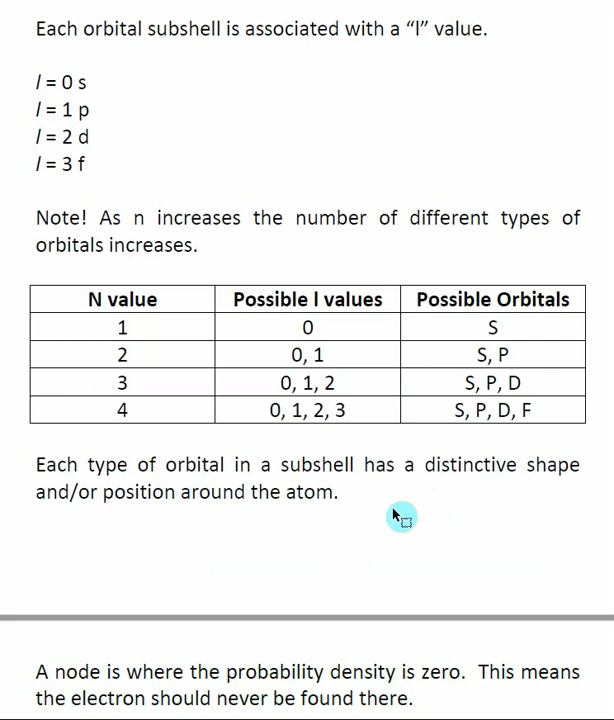 Each orbital subshell is associated with a “l” value.
l = 0 s
l = 1 p
l = 2 d
l = 3 f
Note! As n increases the number of different types of
orbitals increases.
N value Possible l values Possible Orbitals
1 0 S
2 0, 1 S, P
3 0, 1, 2 S, P, D
4 0, 1, 2, 3 S, P, D, F
Each type of orbital in a subshell has a distinctive shape
and/or position around the atom.
A node is where the probability density is zero. This means
the electron should never be found there.